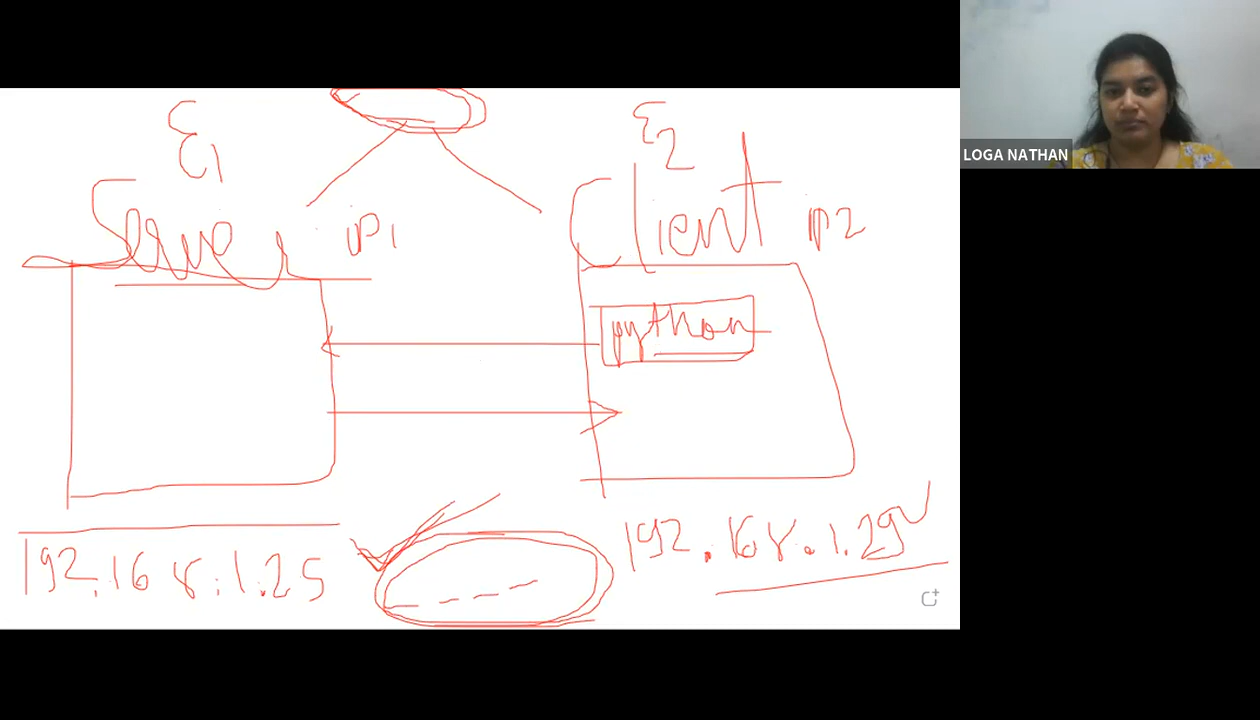 E1
E2
Server
IP1
Client
IP2
python
192.168.1.25
192.168.1.29
LOGA NATHAN